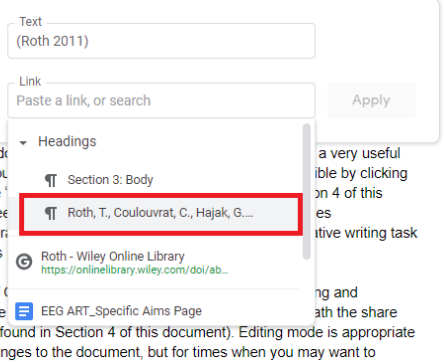 Text
(Roth 2011)
Link
Paste a link, or search
Apply
Headings
a very useful
ible by clicking
Section 3: Body
on 4 of this
Roth, T., Coulouvrat, C., Hajak, G....
es
ative writing task
Roth - Wiley Online Library
https://onlinelibrary.wiley.com/doi/ab...
ng and
EEG ART_Specific Aims Page
ath the share
found in Section 4 of this document). Editing mode is appropriate
nges to the document, but for times when you may want to